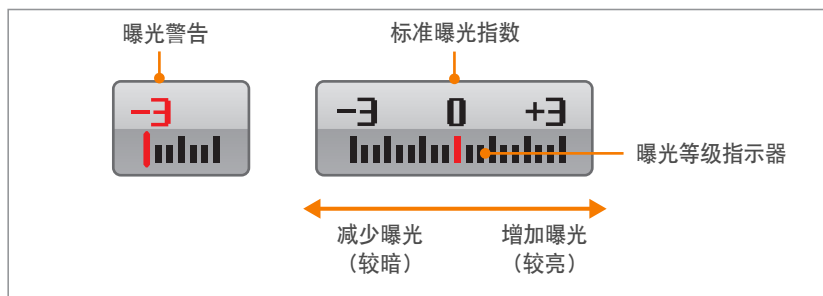 曝光警告
标准曝光指数
-3
-3 0 +3
曝光等级指示器
减少曝光
（较暗）
增加曝光
（较亮）